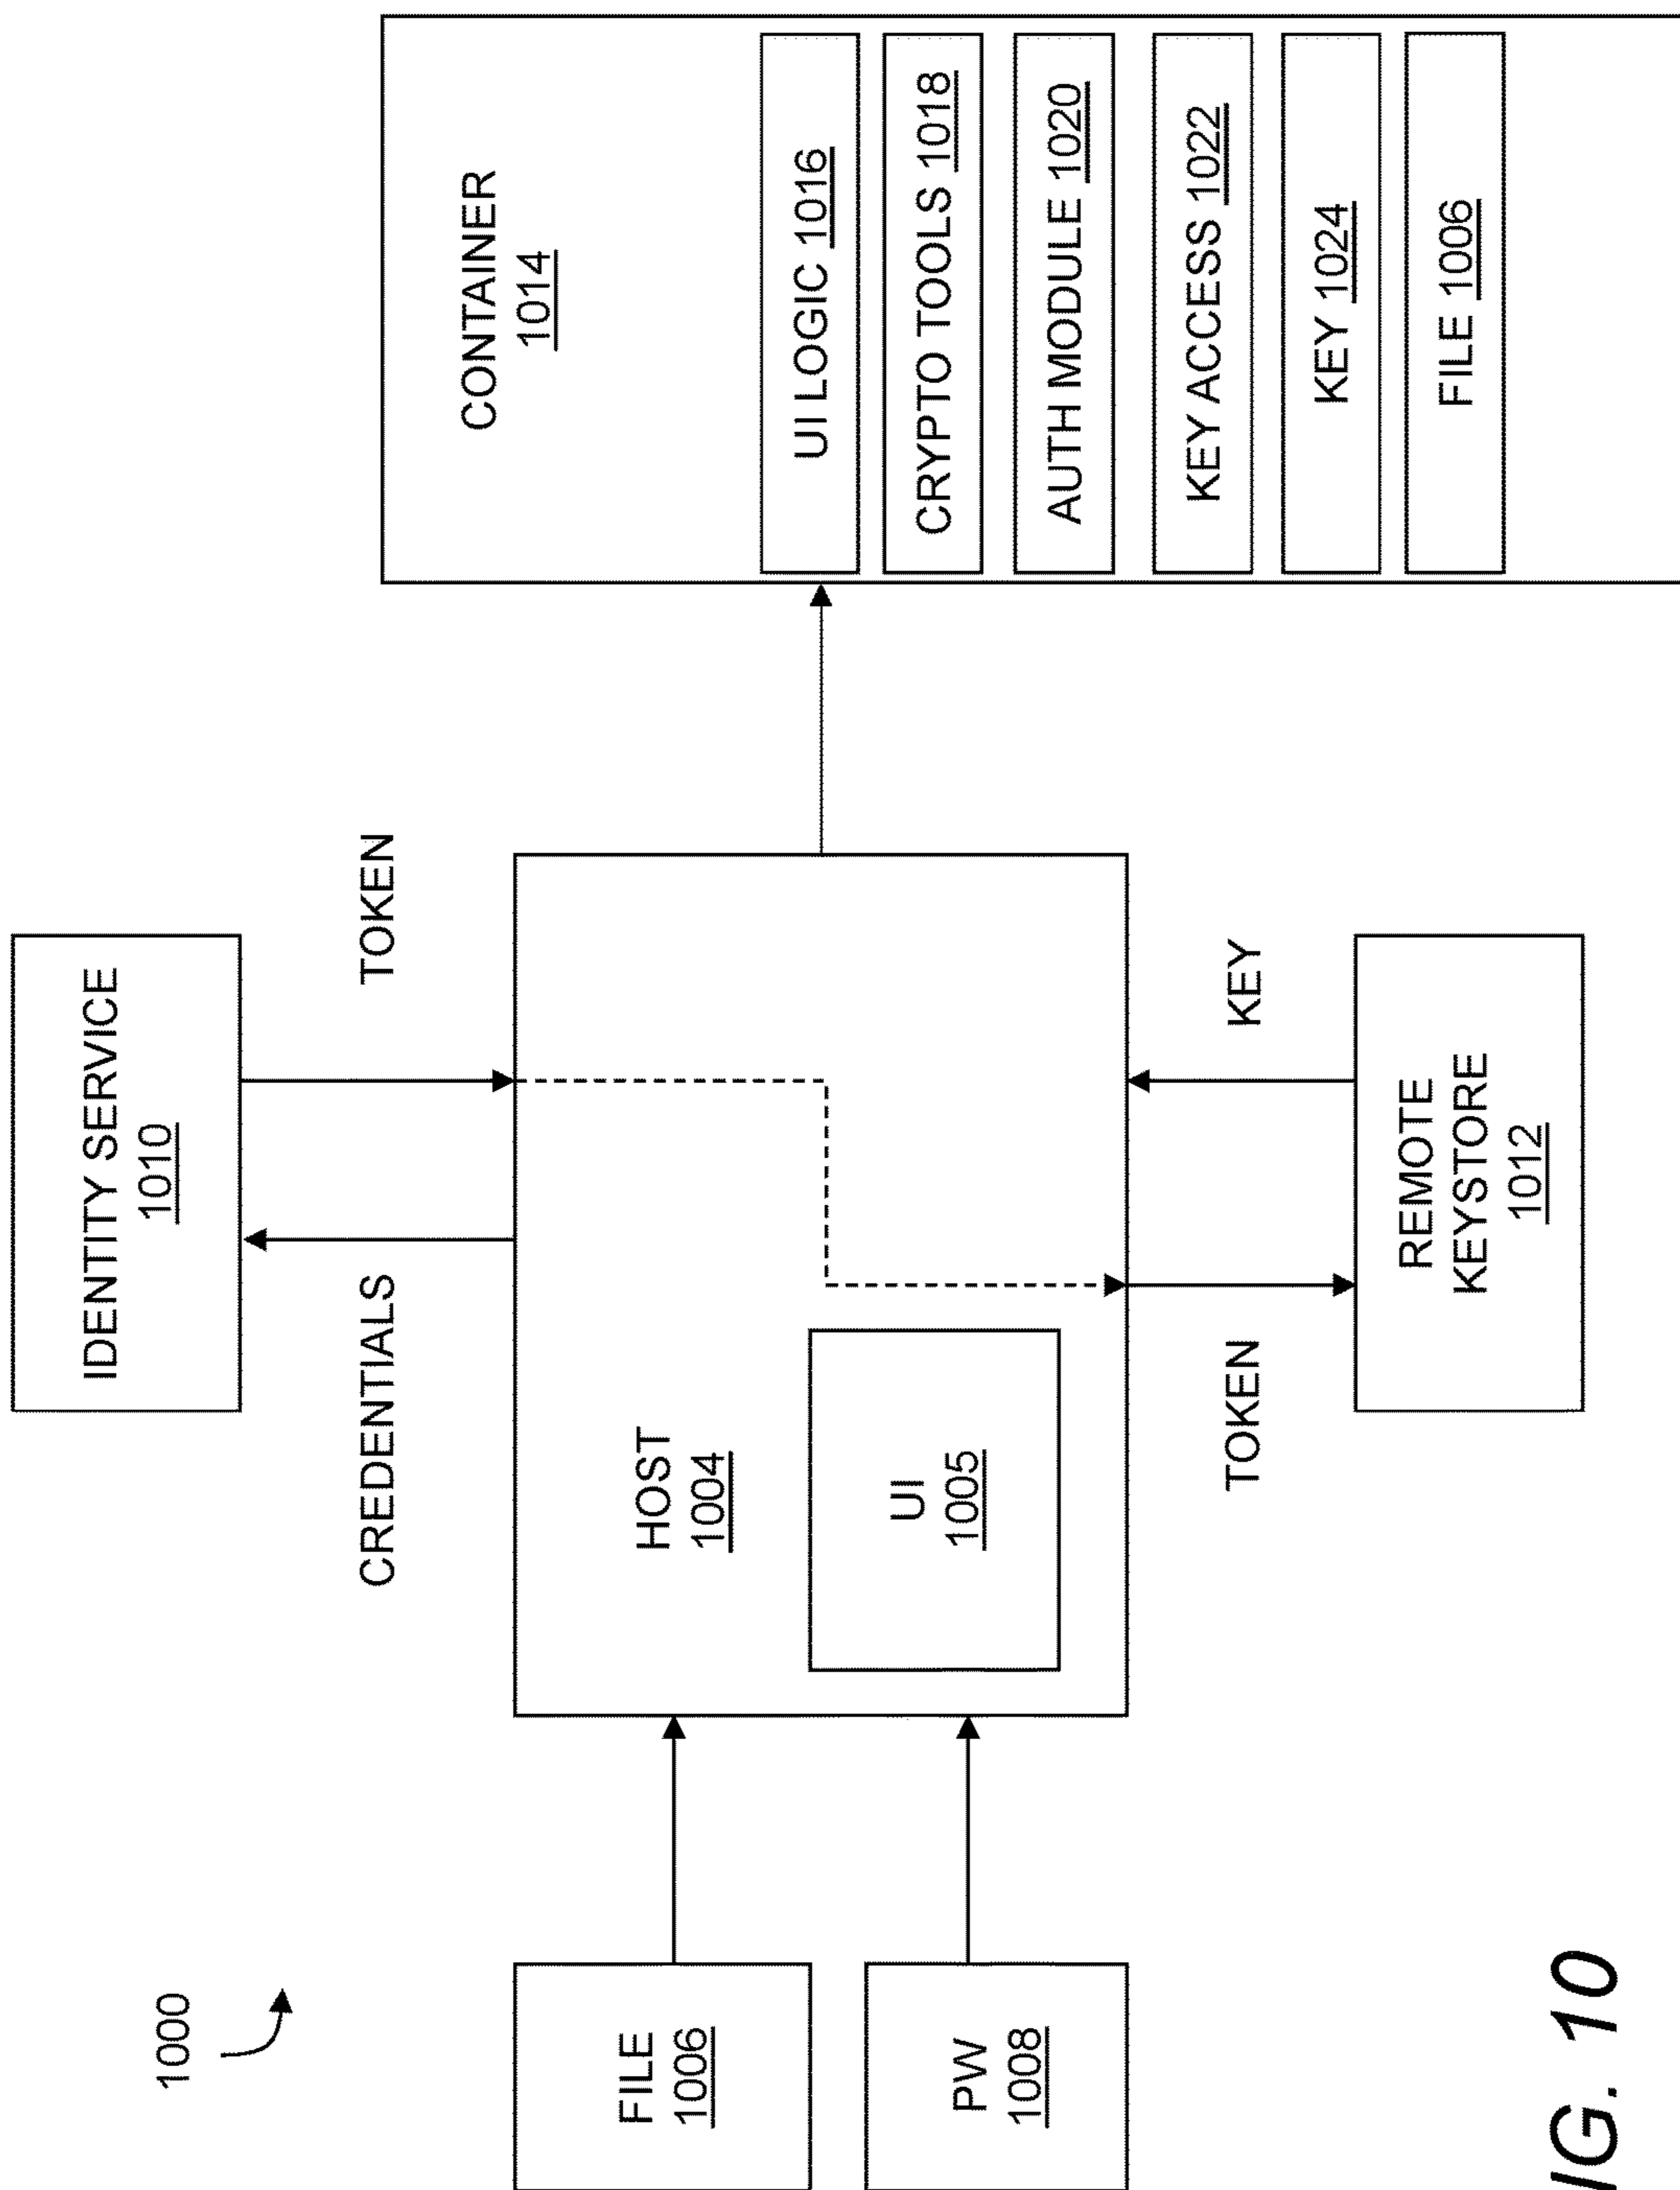 1000
IDENTITY SERVICE
1010
CREDENTIALS
TOKEN
FILE
1006
PW
1008
HOST
1004
UI
1005
TOKEN
KEY
REMOTE
KEYSTORE
1012
CONTAINER
1014
UI LOGIC 1016
CRYPTO TOOLS 1018
AUTH MODULE 1020
KEY ACCESS 1022
KEY 1024
FILE 1006
IG. 10